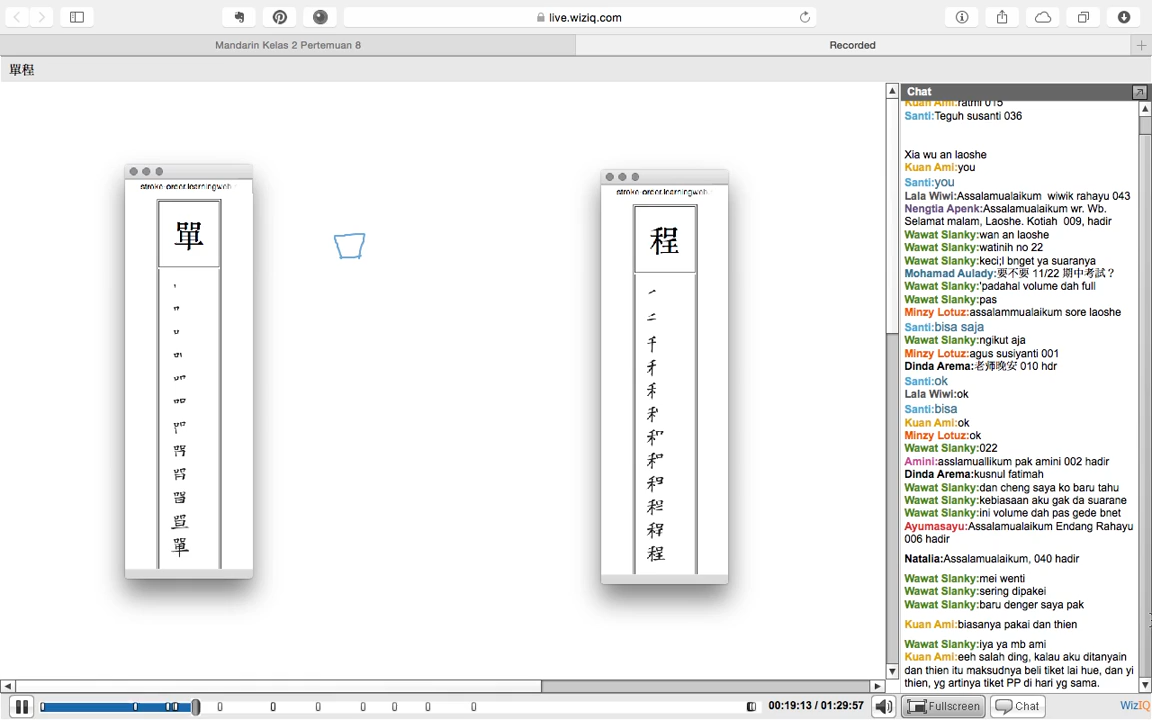 live.wiziq.com
Mandarin Kelas 2 Pertemuan 8
Recorded
單程
stroke-order.learningweb
單
stroke-order.learningweb
程
Chat
Kuan Ami:ratmi 015
Santi:Teguh susanti 036
Xia wu an laoshe
Kuan Ami:you
Santi:you
Lala Wiwi:Assalamualaikum wiwik rahayu 043
Nengtia Apenk:Assalamualaikum wr. Wb.
Selamat malam, Laoshe. Kotiah 009, hadir
Wawat Slanky:wan an laoshe
Wawat Slanky:watinih no 22
Wawat Slanky:keci;l bnget ya suaranya
Mohamad Aulady:要不要 11/22 期中考試？
Wawat Slanky:'padahal volume dah full
Wawat Slanky:pas
Minzy Lotuz:assalammualaikum sore laoshe
Santi:bisa saja
Wawat Slanky:ngikut aja
Minzy Lotuz:agus susiyanti 001
Dinda Arema:老师晚安 010 hdr
Santi:ok
Lala Wiwi:ok
Santi:bisa
Kuan Ami:ok
Minzy Lotuz:ok
Wawat Slanky:022
Amini:asslamuallikum pak amini 002 hadir
Dinda Arema:kusnul fatimah
Wawat Slanky:dan cheng saya ko baru tahu
Wawat Slanky:kebiasaan aku gak da suarane
Wawat Slanky:ini volume dah pas gede bnet
Ayumasayu:Assalamualaikum Endang Rahayu
006 hadir
Natalia:Assalamualaikum, 040 hadir
Wawat Slanky:mei wenti
Wawat Slanky:sering dipakei
Wawat Slanky:baru denger saya pak
Kuan Ami:biasanya pakai dan thien
Wawat Slanky:iya ya mb ami
Kuan Ami:eeh salah ding, kalau aku ditanyain
dan thien itu maksudnya beli tiket lai hue, dan yi
thien, yg artinya tiket PP di hari yg sama.
00:19:13 / 01:29:57
Fullscreen
Chat
WizIQ